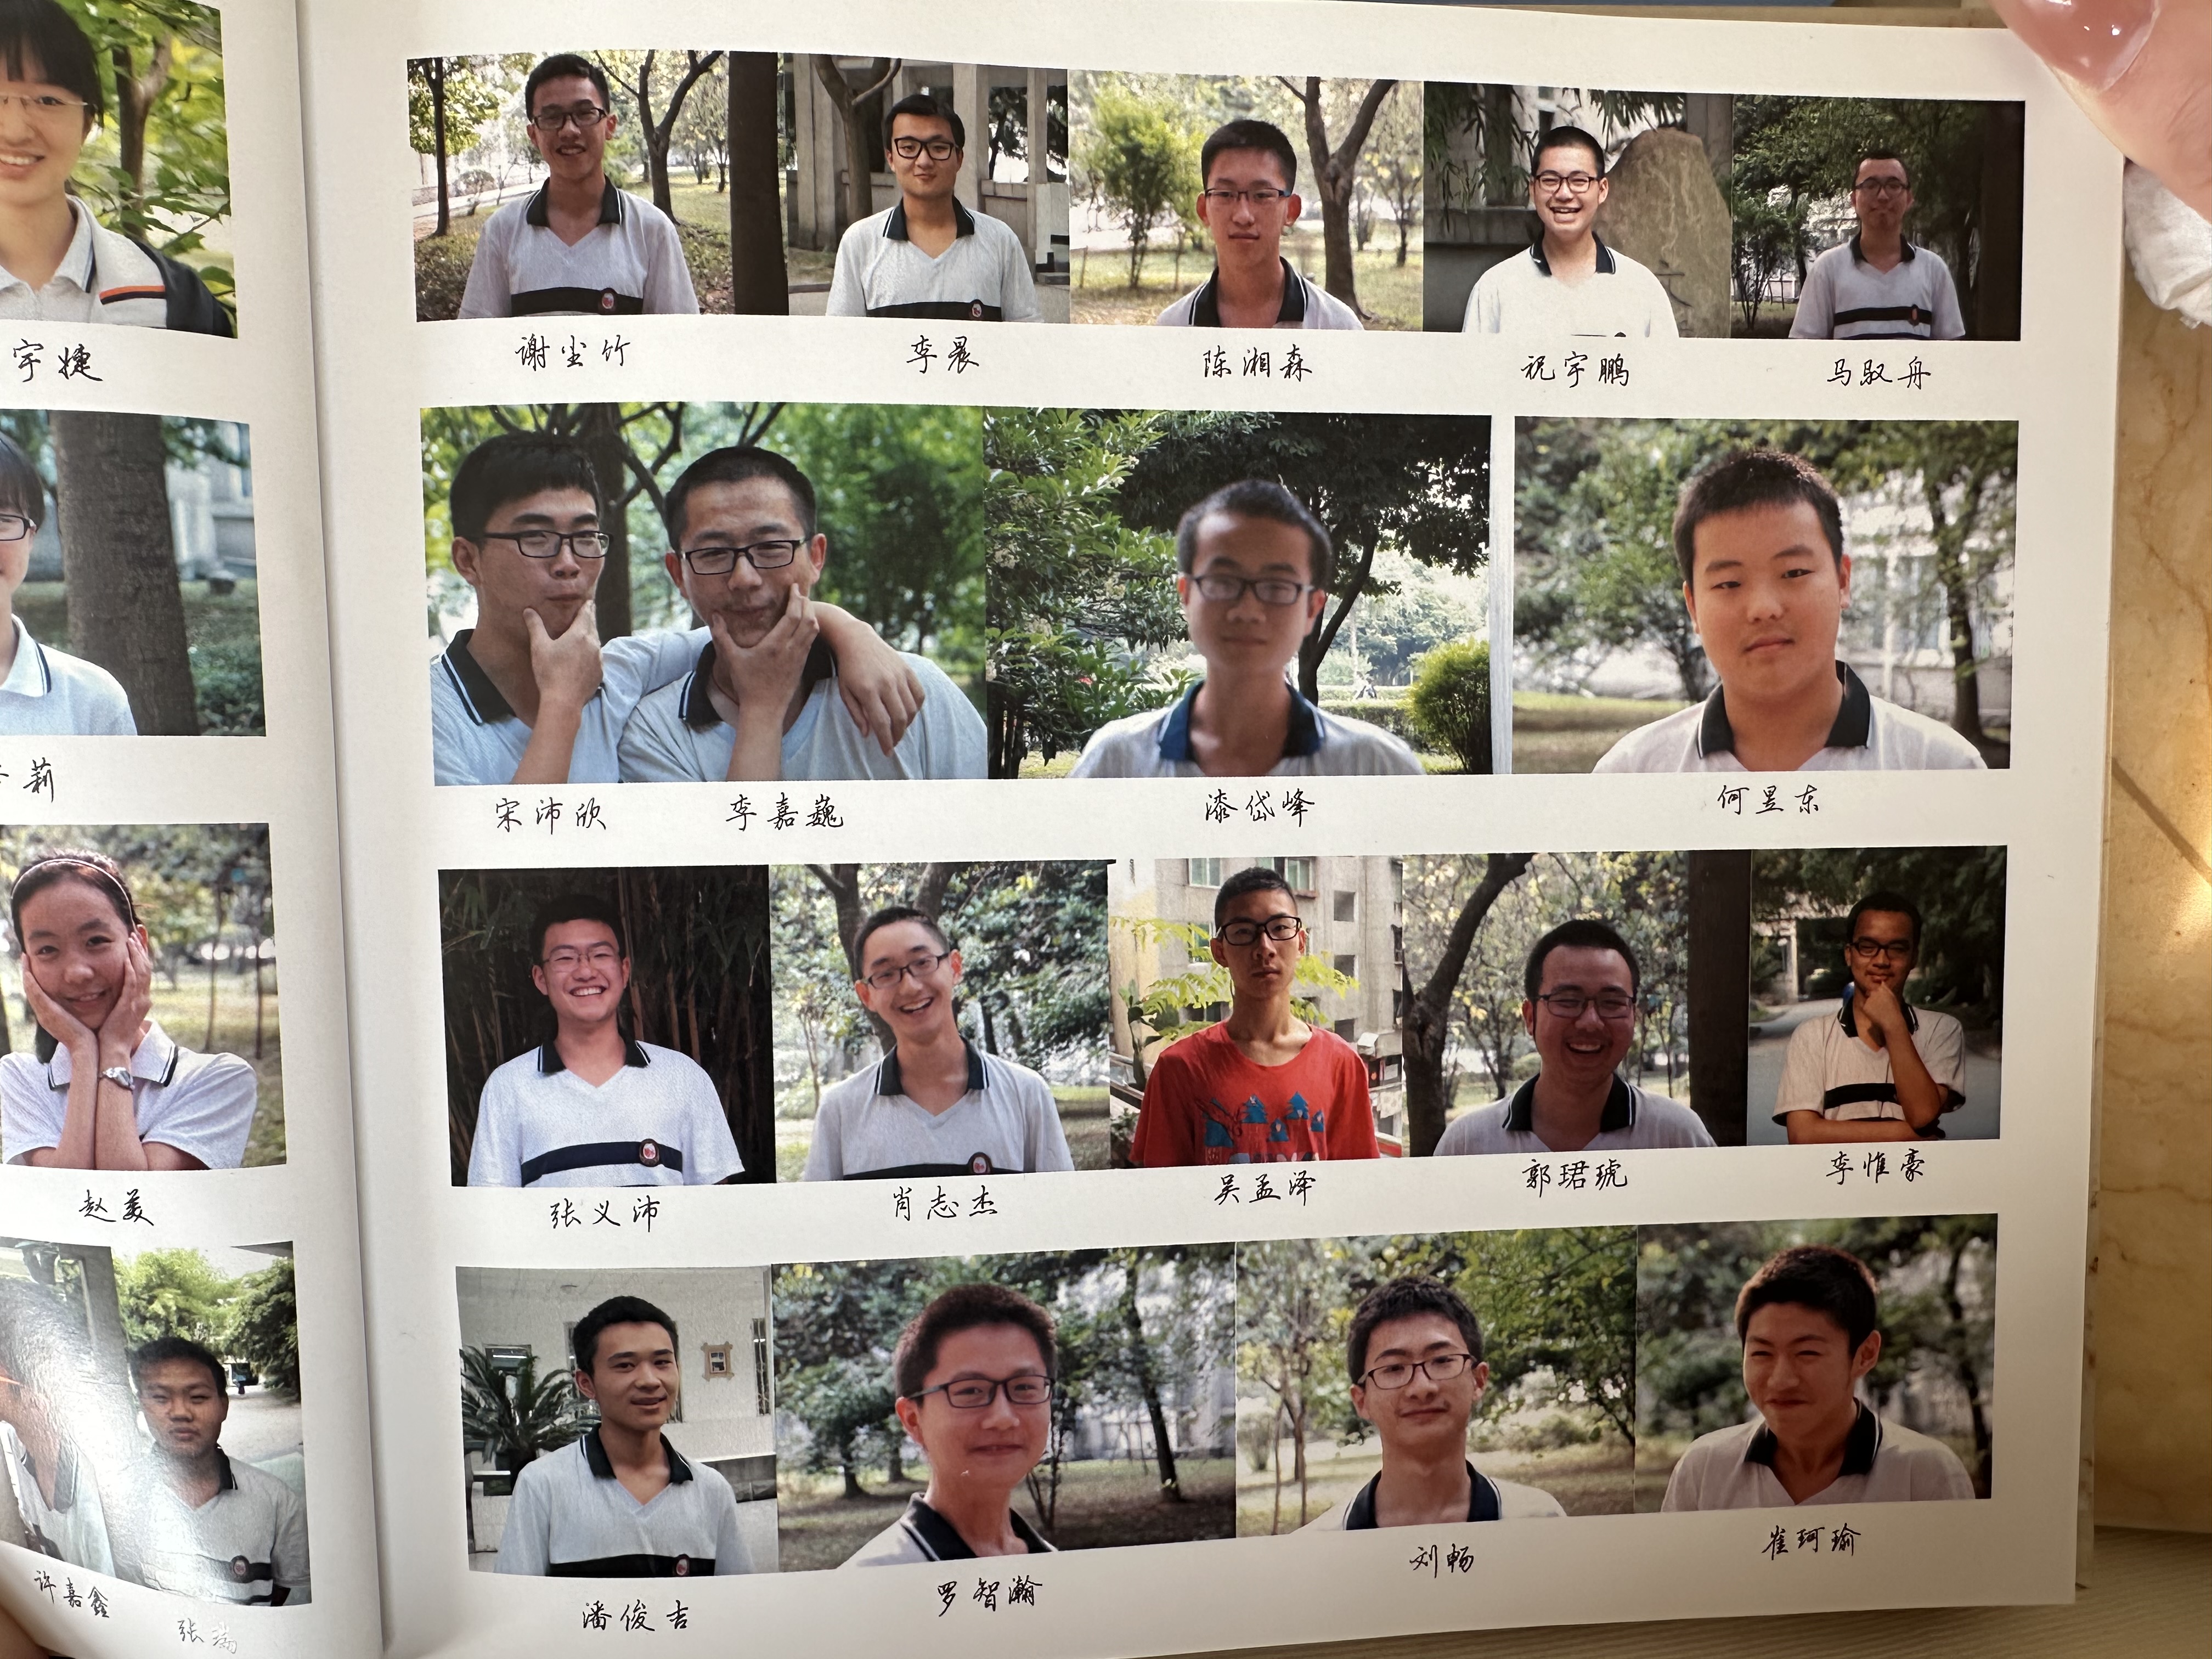 宇婕
莉
赵美
许嘉鑫
张瑞
谢尘竹 李晨 陈湘森 祝宇鹏 马驭舟
宋沛欣 李嘉巍 漆岱峰 何昱东
张义沛 肖志杰 吴孟泽 郭珺琥 李惟豪
潘俊吉 罗智瀚 刘畅 崔珂瑜